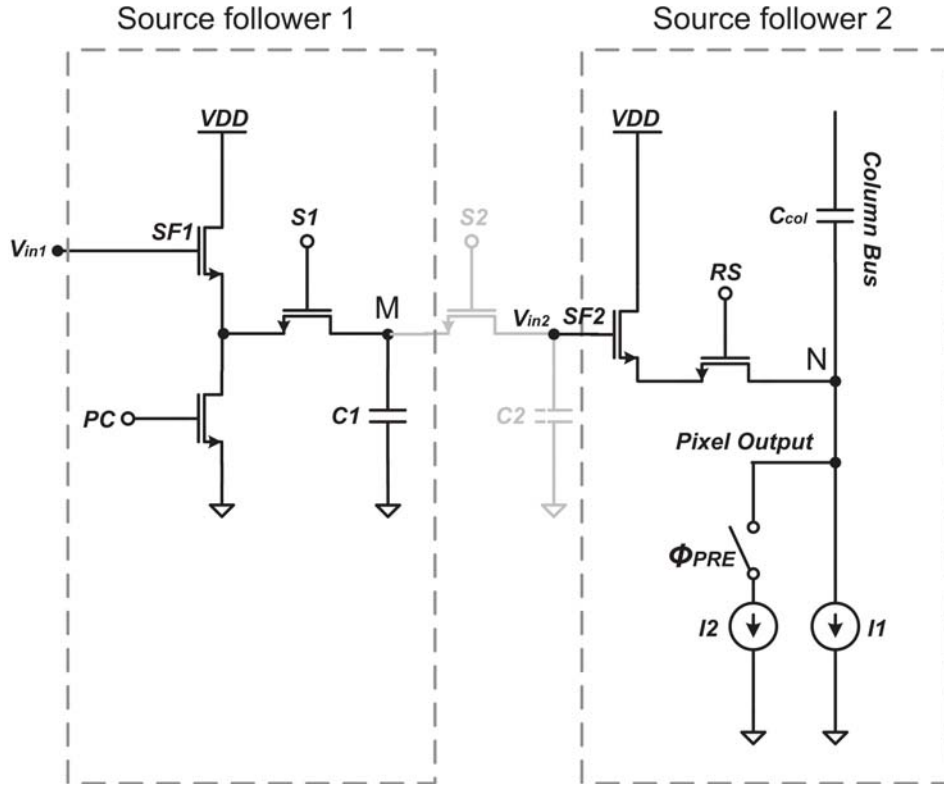 Source follower 1
Source follower 2
VDD
VDD
Column Bus
Ccol
S1
S2
SF1
Vin1
RS
M
Vin2
SF2
N
PC
C1
C2
Pixel Output
ΦPRE
I2
I1